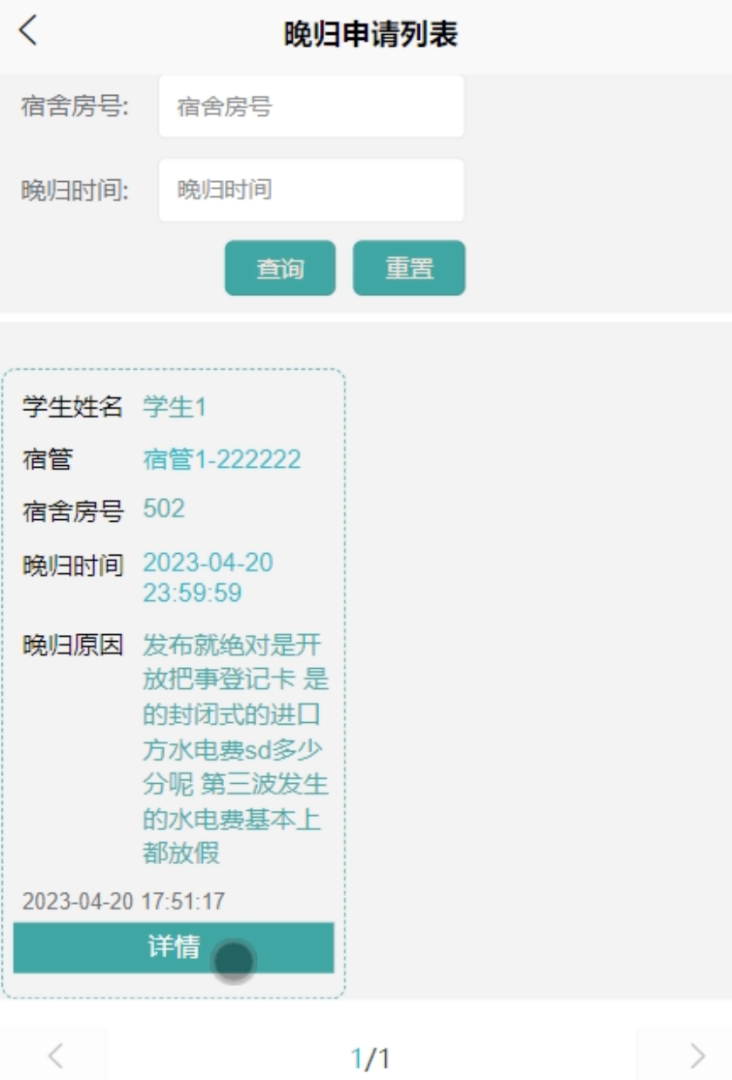 晚归申请列表
宿舍房号: 宿舍房号
晚归时间: 晚归时间
查询 重置
学生姓名 学生1
宿管 宿管1-222222
宿舍房号 502
晚归时间 2023-04-20
23:59:59
晚归原因 发布就绝对是开
放把事登记卡 是
的封闭式的进口
方水电费sd多少
分呢 第三波发生
的水电费基本上
都放假
2023-04-20 17:51:17
详情
1/1